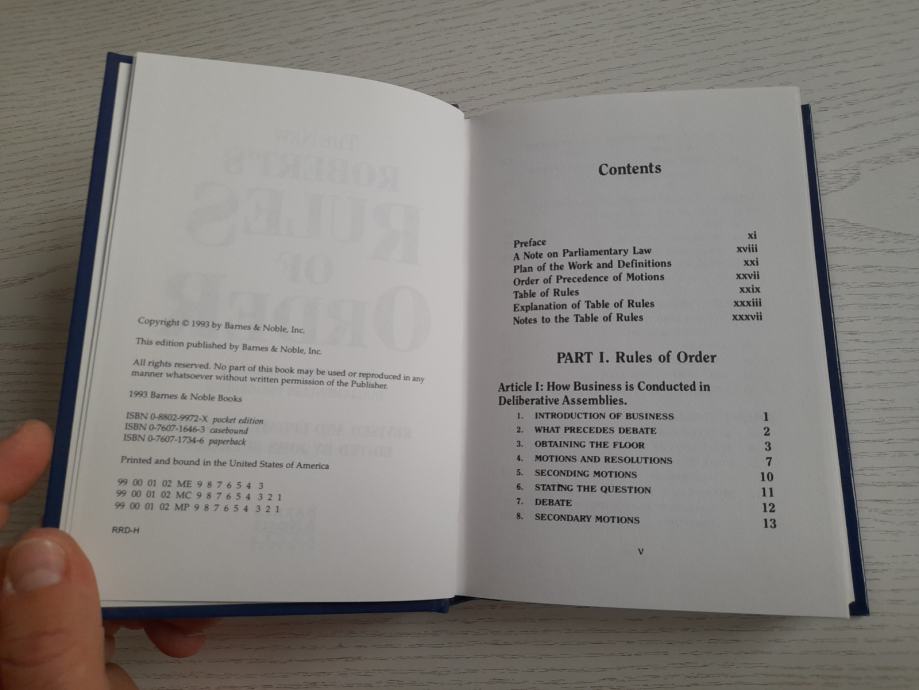 Copyright © 1993 by Barnes & Noble, Inc.
This edition published by Barnes & Noble, Inc.
All rights reserved. No part of this book may be used or reproduced in any
manner whatsoever without written permission of the Publisher.
1993 Barnes & Noble Books
ISBN 0-8802-9972-X pocket edition
ISBN 0-7607-1646-3 casebound
ISBN 0-7607-1734-6 paperback
Printed and bound in the United States of America
99 00 01 02 ME 9 8 7 6 5 4 3
99 00 01 02 MC 9 8 7 6 5 4 3 2 1
99 00 01 02 MP 9 8 7 6 5 4 3 2 1
RRD-H
Contents
Preface xi
A Note on Parliamentary Law xviii
Plan of the Work and Definitions xxi
Order of Precedence of Motions xxvii
Table of Rules xxix
Explanation of Table of Rules xxxiii
Notes to the Table of Rules xxxvii
PART I. Rules of Order
Article I: How Business is Conducted in
Deliberative Assemblies.
1. INTRODUCTION OF BUSINESS 1
2. WHAT PRECEDES DEBATE 2
3. OBTAINING THE FLOOR 3
4. MOTIONS AND RESOLUTIONS 7
5. SECONDING MOTIONS 10
6. STATING THE QUESTION 11
7. DEBATE 12
8. SECONDARY MOTIONS 13
v